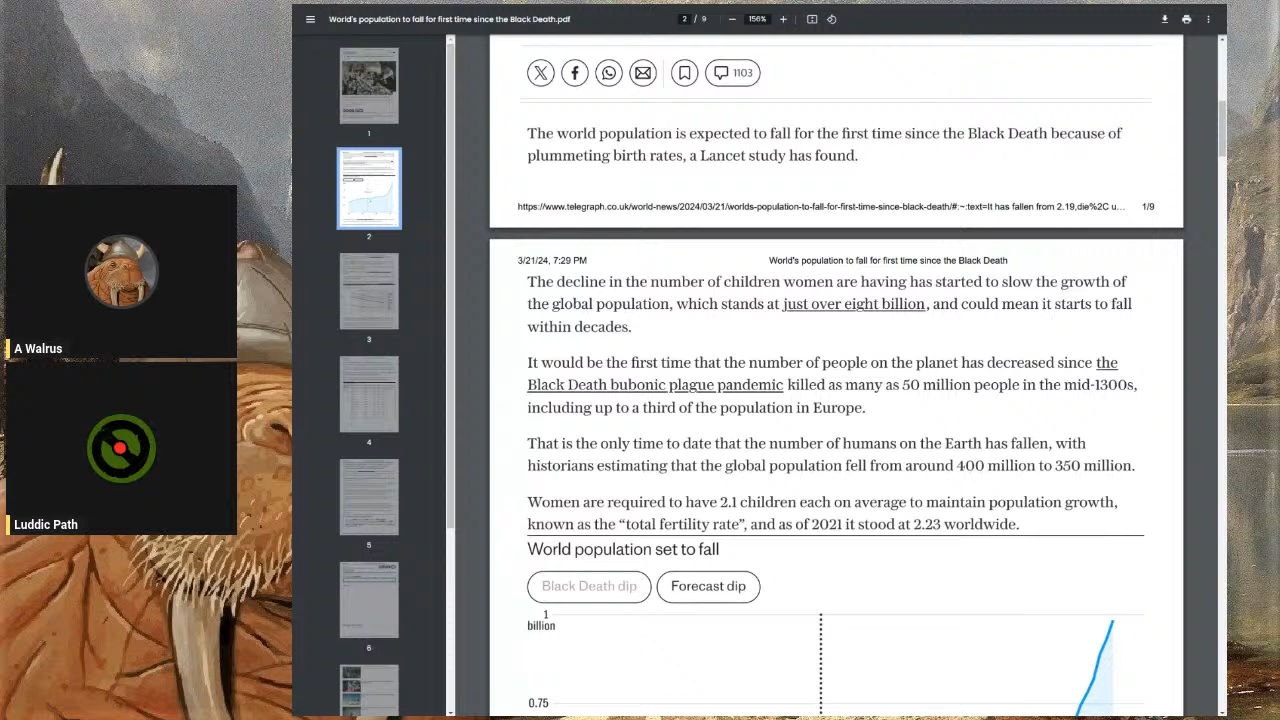 World's population to fall for first time since the Black Death.pdf
2 / 9
156%
1
2
3
4
5
6
A Walrus
Luddic Path
1103
The world population is expected to fall for the first time since the Black Death because of
plummeting birth rates, a Lancet study has found.
https://www.telegraph.co.uk/world-news/2024/03/21/worlds-population-to-fall-for-first-time-since-black-death/#:~:text=It has fallen from 2.19,die%2C u... 1/9
3/21/24, 7:29 PM World's population to fall for first time since the Black Death
The decline in the number of children women are having has started to slow the growth of
the global population, which stands at just over eight billion, and could mean it starts to fall
within decades.
It would be the first time that the number of people on the planet has decreased since the
Black Death bubonic plague pandemic killed as many as 50 million people in the mid-1300s,
including up to a third of the population in Europe.
That is the only time to date that the number of humans on the Earth has fallen, with
historians estimating that the global population fell from around 400 million to 350 million.
Women are required to have 2.1 children each on average to maintain population growth,
known as the “total fertility rate”, and as of 2021 it stood at 2.23 worldwide.
World population set to fall
Black Death dip Forecast dip
1
billion
0.75